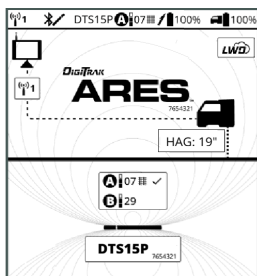 1 DTS15P A 07 100% 100%
LWD
DIGITRAK
ARES
7654321
1
HAG: 19"
A 07
B 29
DTS15P 7654321